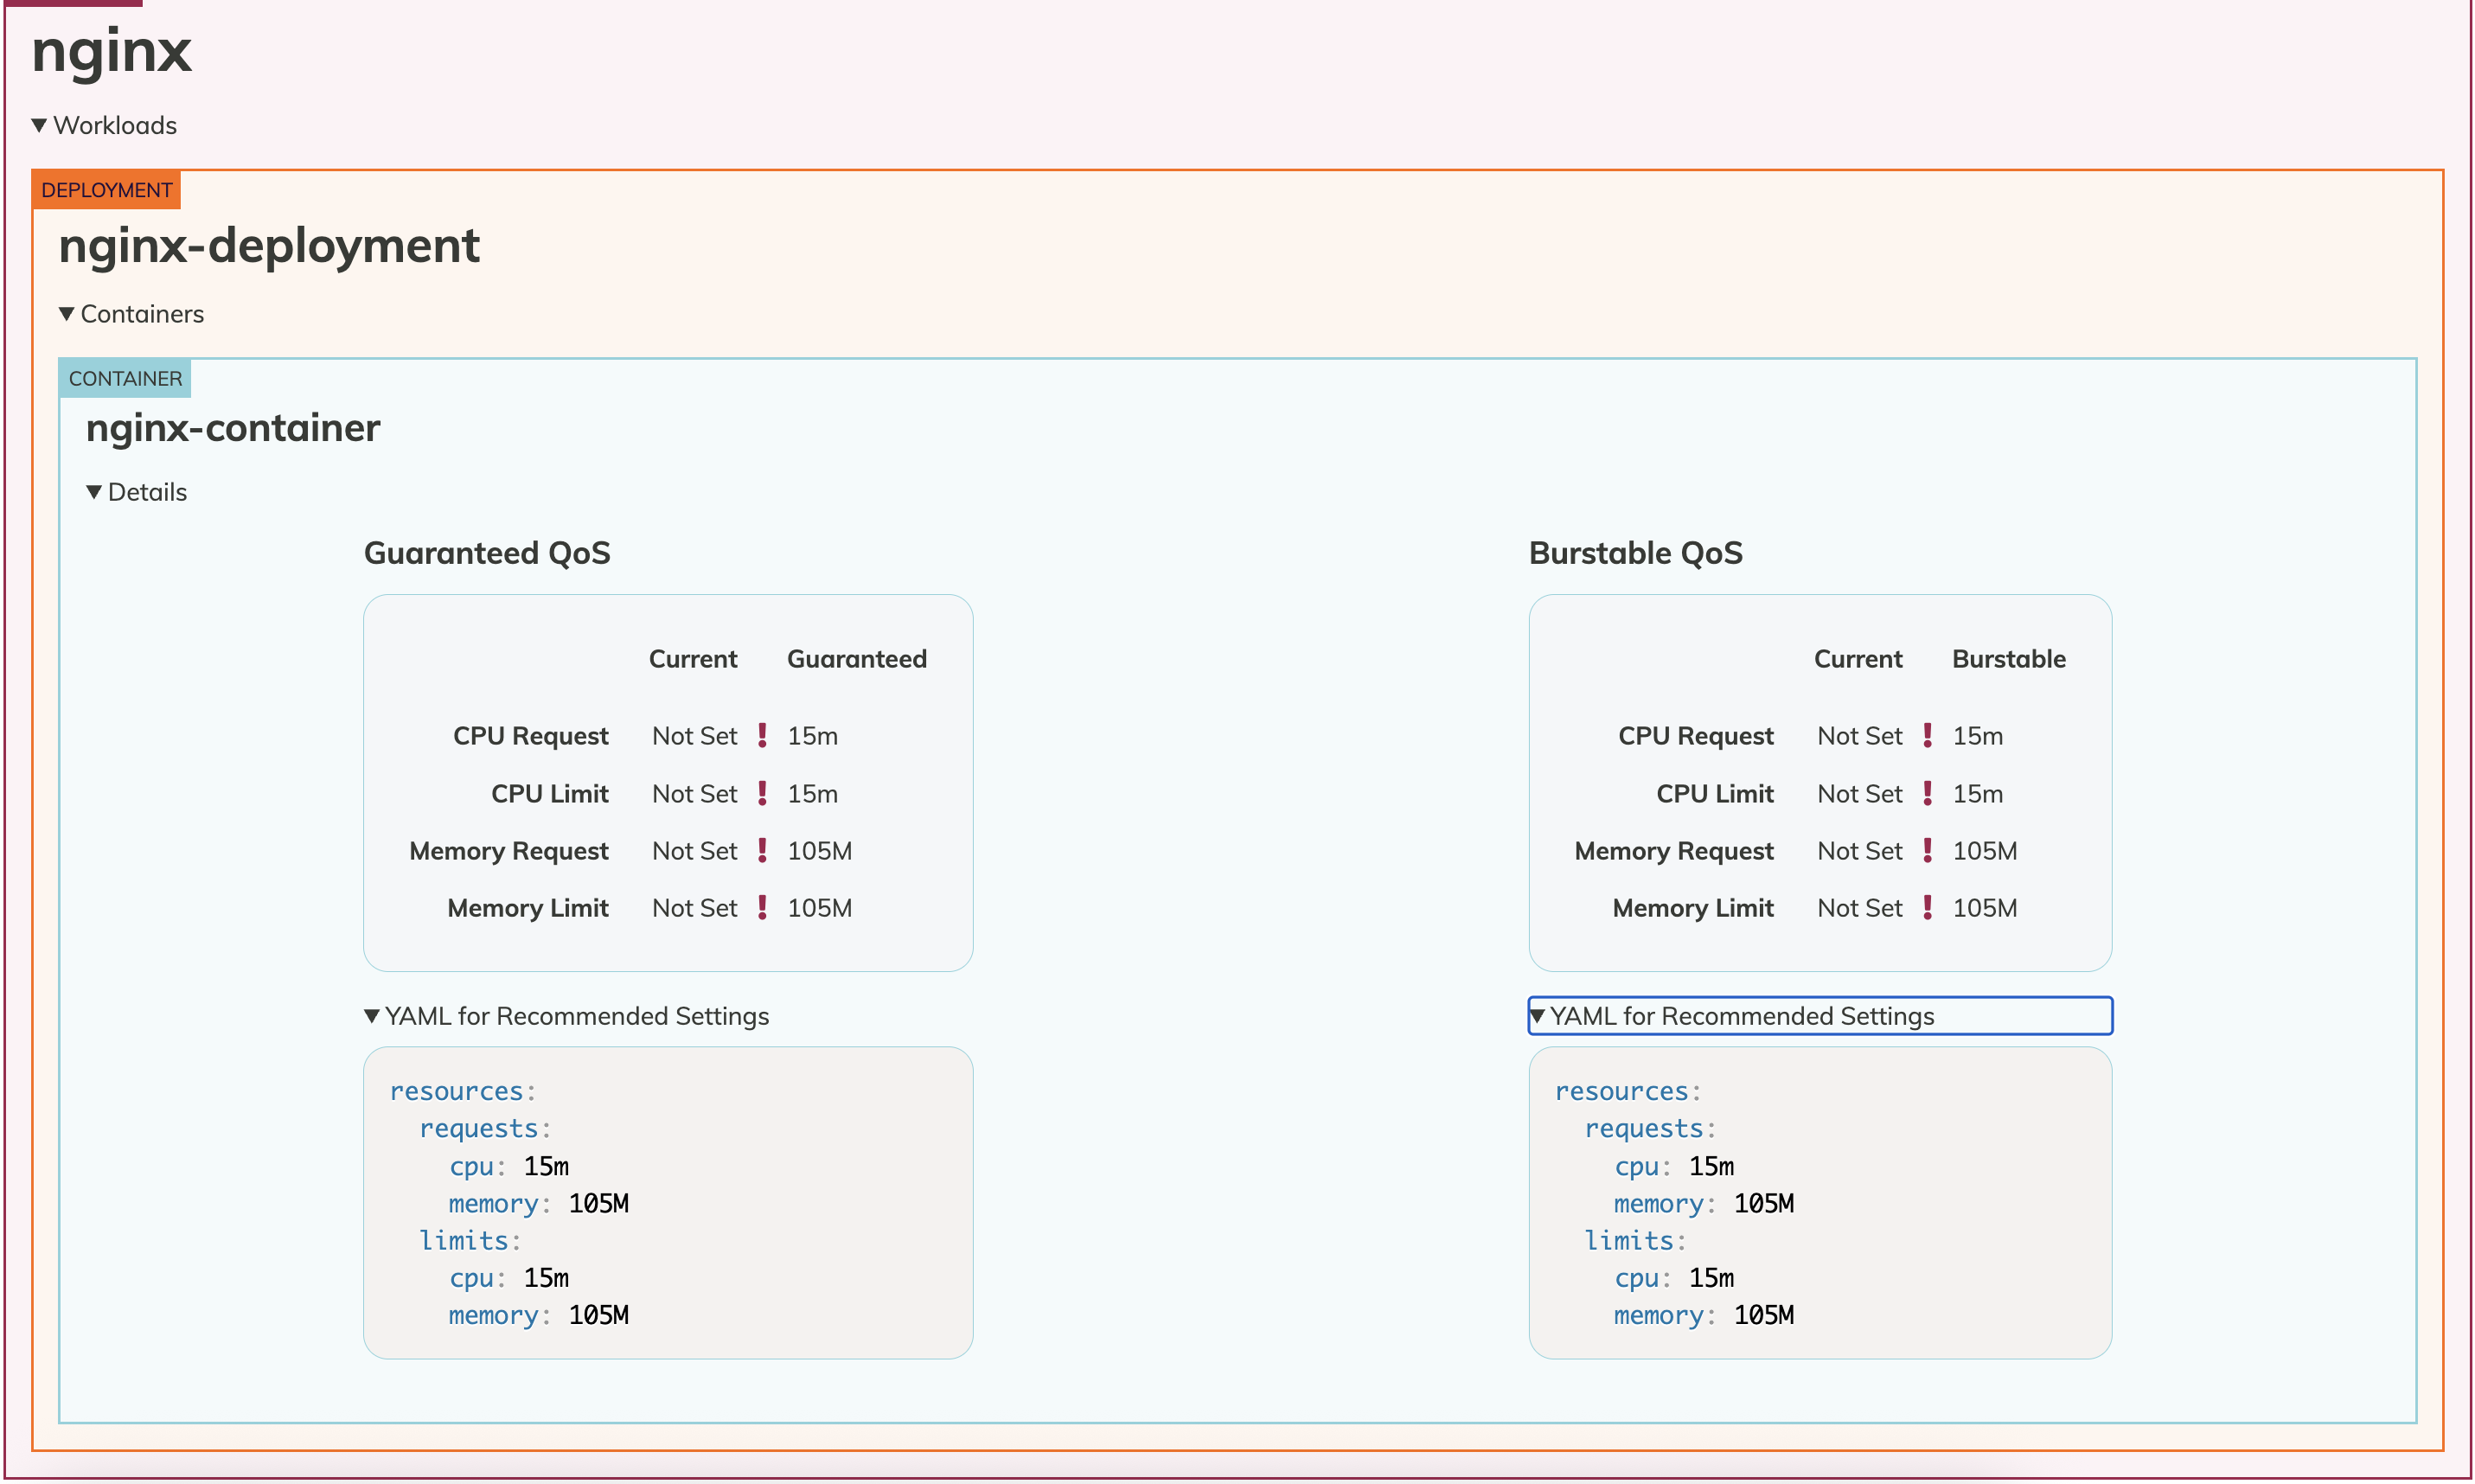 nginx
Workloads
DEPLOYMENT
nginx-deployment
Containers
CONTAINER
nginx-container
Details
Guaranteed QoS
Current Guaranteed
CPU Request Not Set ! 15m
CPU Limit Not Set ! 15m
Memory Request Not Set ! 105M
Memory Limit Not Set ! 105M
YAML for Recommended Settings
resources:
  requests:
    cpu: 15m
    memory: 105M
  limits:
    cpu: 15m
    memory: 105M
Burstable QoS
Current Burstable
CPU Request Not Set ! 15m
CPU Limit Not Set ! 15m
Memory Request Not Set ! 105M
Memory Limit Not Set ! 105M
YAML for Recommended Settings
resources:
  requests:
    cpu: 15m
    memory: 105M
  limits:
    cpu: 15m
    memory: 105M